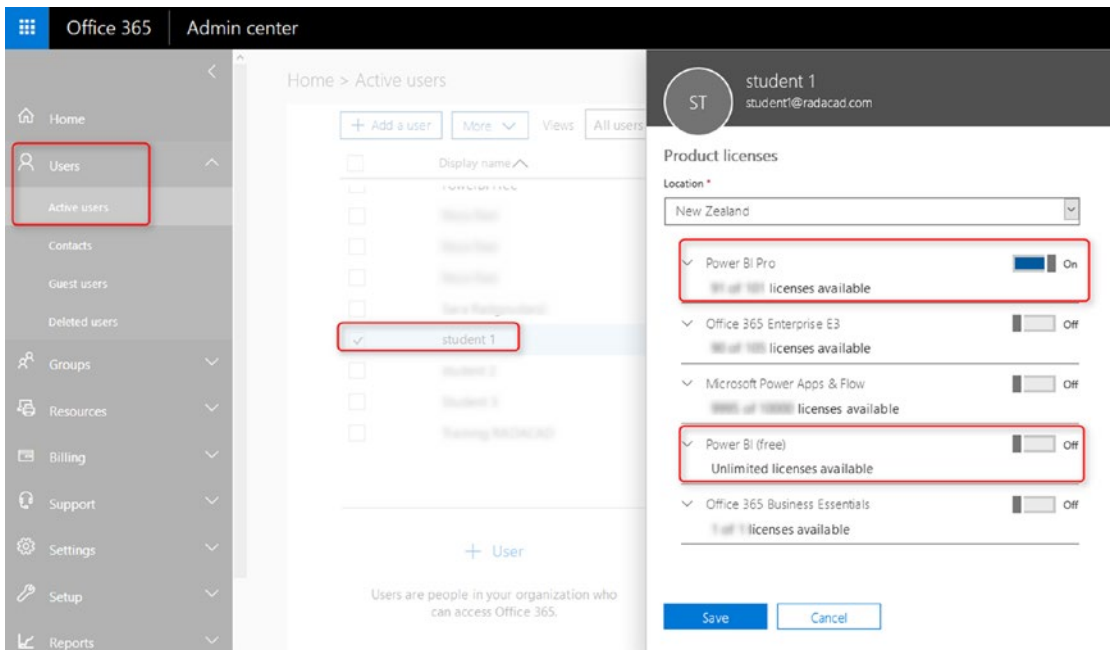 Office 365 Admin center
Home
Users
Active users
Contacts
Guest users
Deleted users
Groups
Resources
Billing
Support
Settings
Setup
Reports
Home > Active users
+ Add a user More Views All users
Display name
student 1
+ User
Users are people in your organization who
can access Office 365.
ST
student 1
student1@radacad.com
Product licenses
Location *
New Zealand
Power BI Pro On
licenses available
Office 365 Enterprise E3 Off
licenses available
Microsoft Power Apps & Flow Off
licenses available
Power BI (free) Off
Unlimited licenses available
Office 365 Business Essentials Off
licenses available
Save Cancel